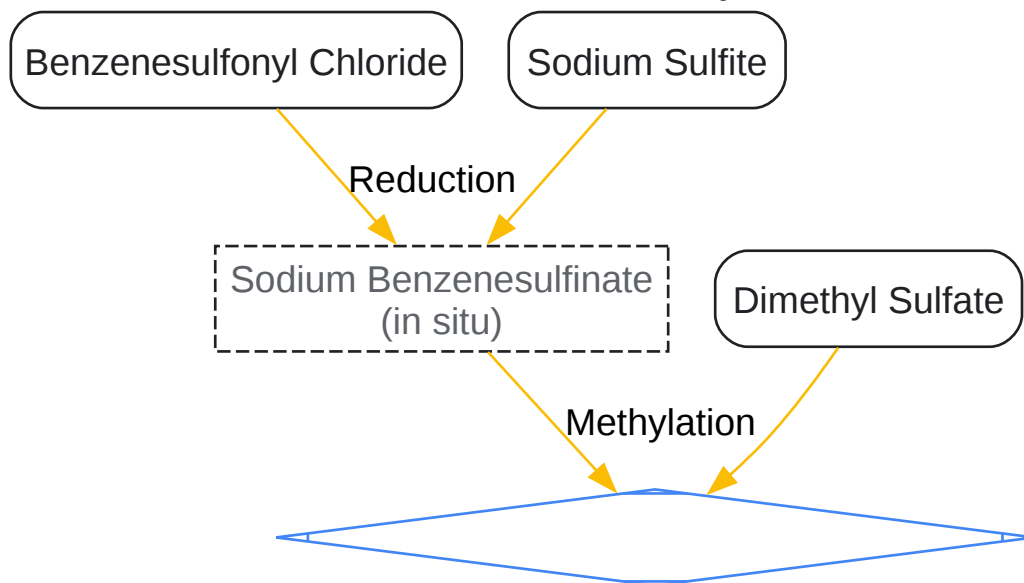 Benzenesulfonyl Chloride
Sodium Sulfite
Reduction
Sodium Benzenesulfinate
(in situ)
Dimethyl Sulfate
Methylation